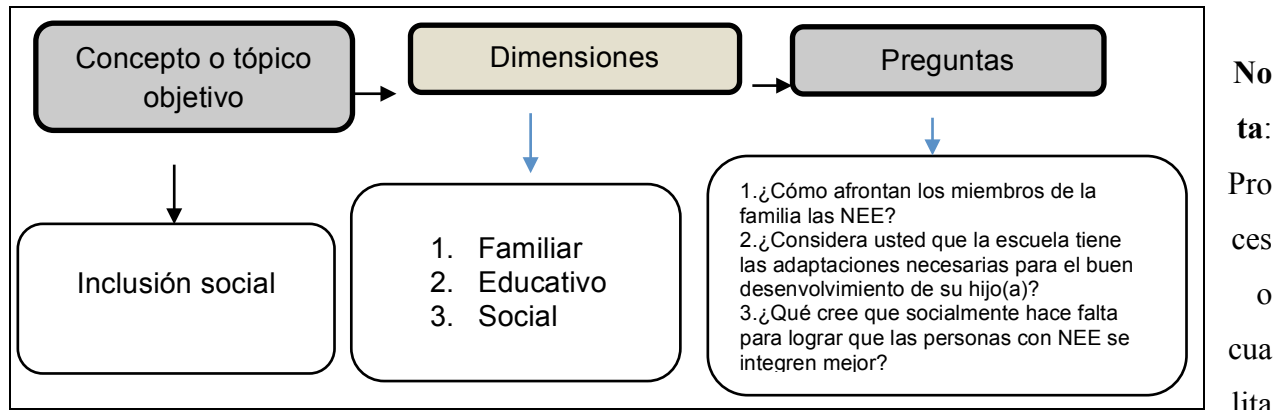 Concepto o tópico
objetivo
Dimensiones
Preguntas
Inclusión social
1. Familiar
2. Educativo
3. Social
1.¿Cómo afrontan los miembros de la
familia las NEE?
2.¿Considera usted que la escuela tiene
las adaptaciones necesarias para el buen
desenvolvimiento de su hijo(a)?
3.¿Qué cree que socialmente hace falta
para lograr que las personas con NEE se
integren mejor?
No
ta:
Pro
ces
o
cua
lita